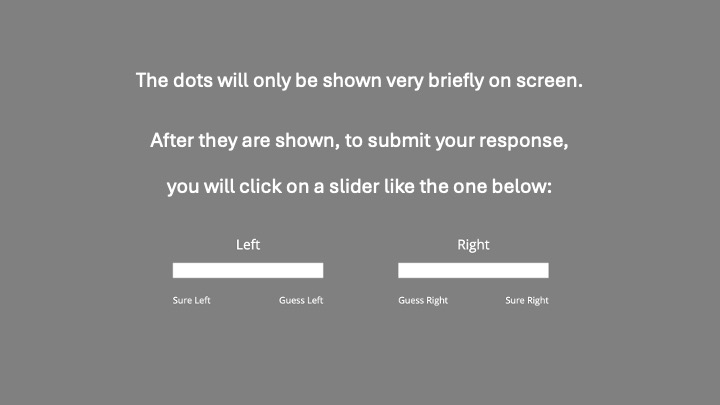 The dots will only be shown very briefly on screen.
After they are shown, to submit your response,
you will click on a slider like the one below:
Left Right
Sure Left Guess Left Guess Right Sure Right